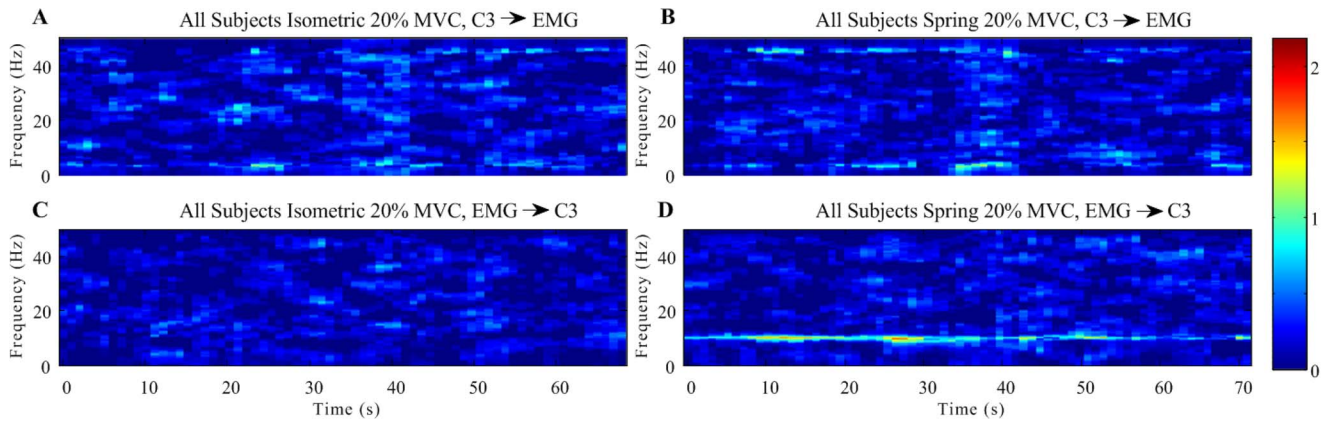 A All Subjects Isometric 20% MVC, C3 → EMG
B All Subjects Spring 20% MVC, C3 → EMG
Frequency (Hz)
40
20
0
Frequency (Hz)
40
20
0
2
1
0
C All Subjects Isometric 20% MVC, EMG → C3
D All Subjects Spring 20% MVC, EMG → C3
Frequency (Hz)
40
20
0
0 10 20 30 40 50 60
Time (s)
Frequency (Hz)
40
20
0
0 10 20 30 40 50 60 70
Time (s)